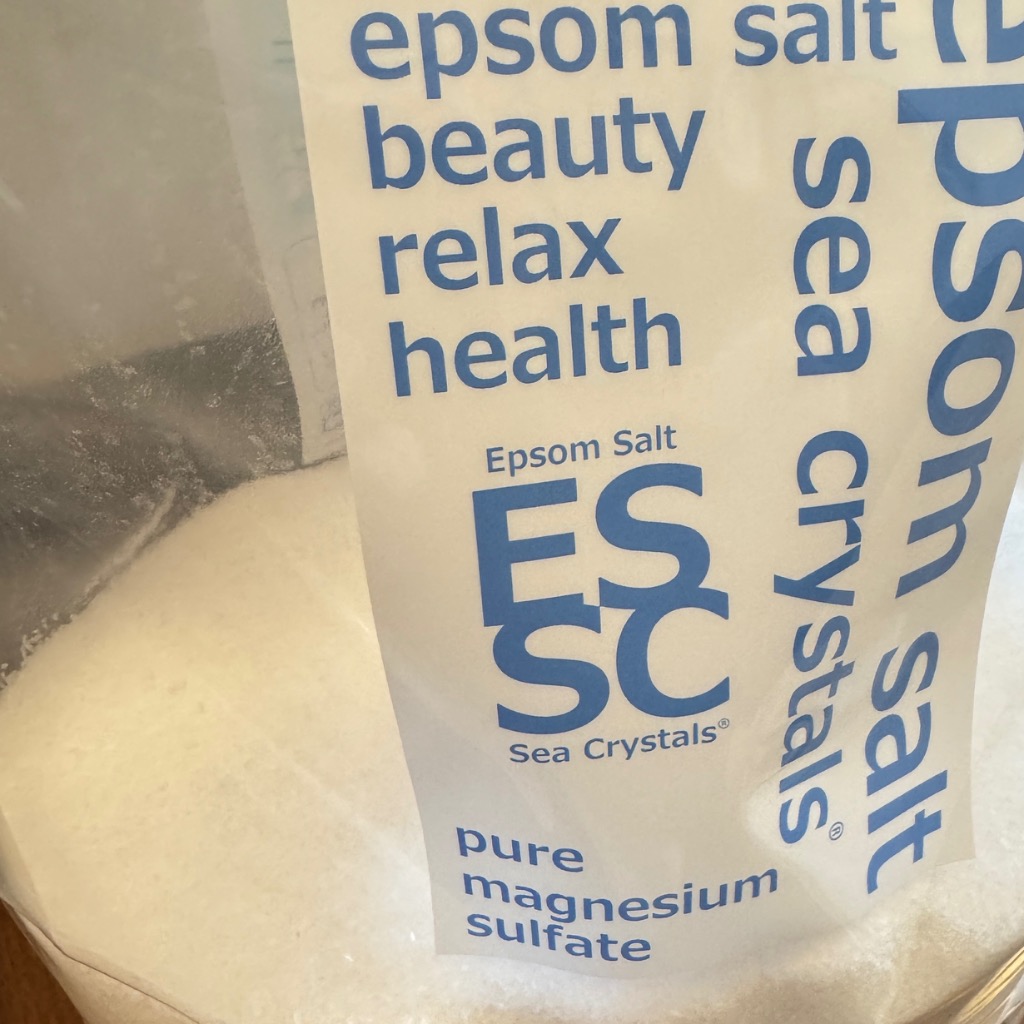 epsom salt
beauty
relax
health
Epsom Salt
ES
SC
Sea Crystals®
pure
magnesium
sulfate
sea crystals®
epsom salt